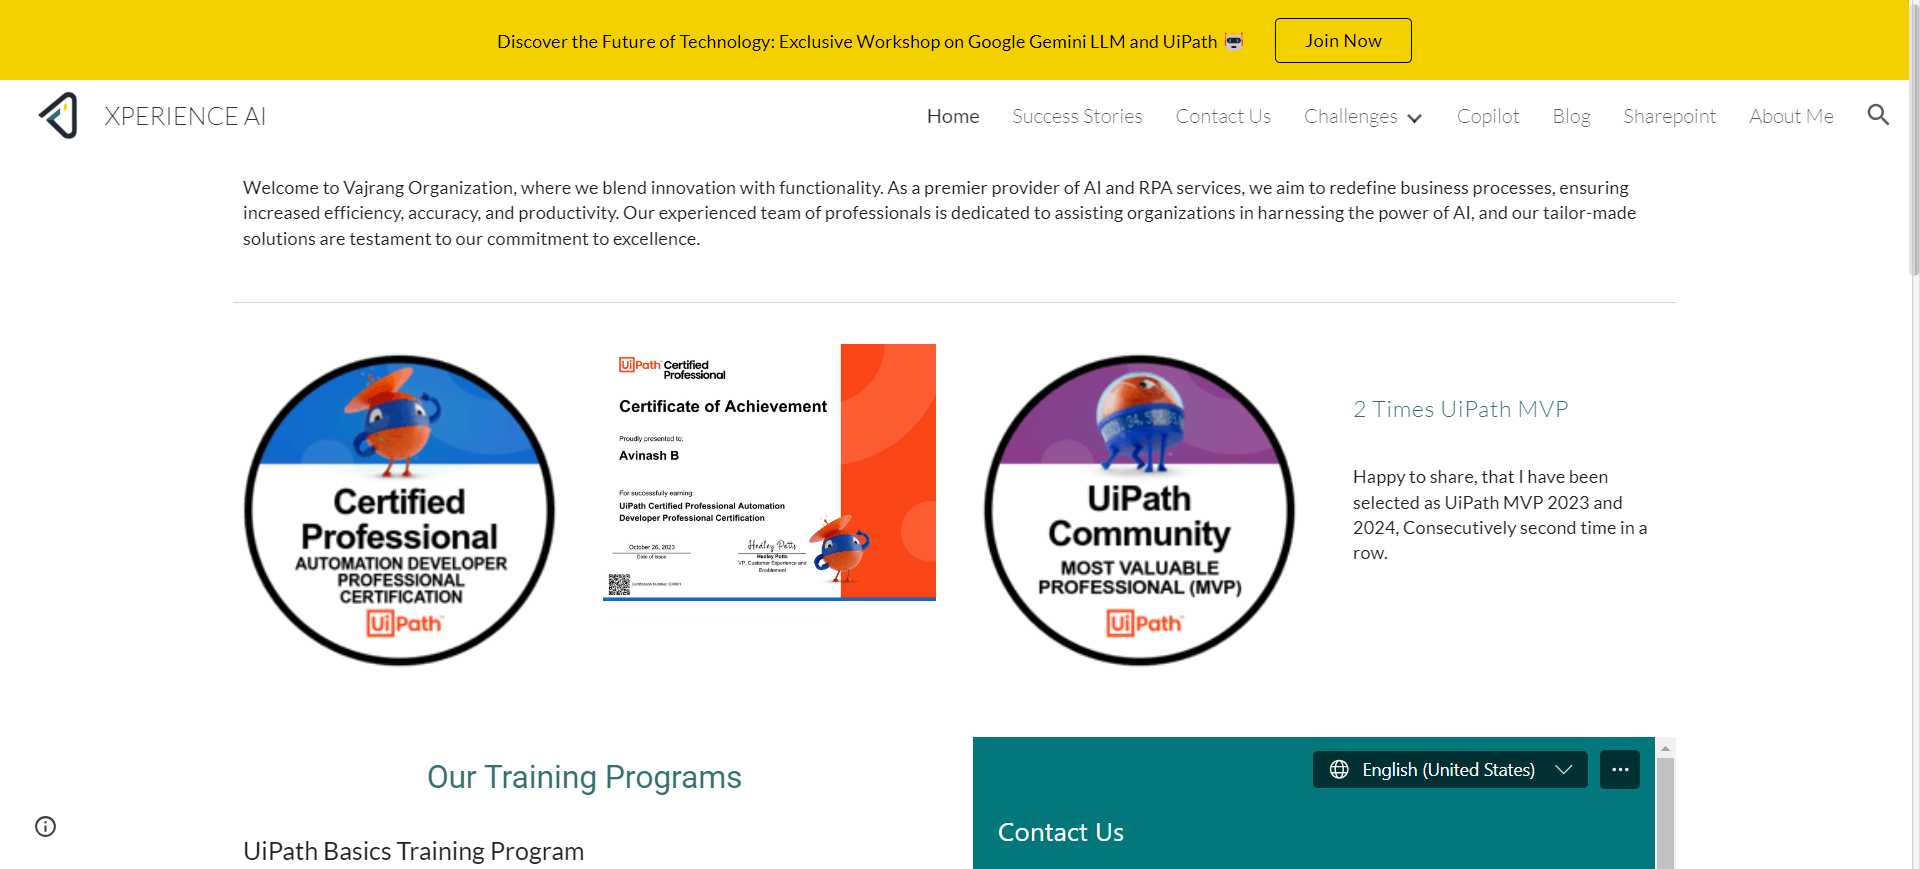 Discover the Future of Technology: Exclusive Workshop on Google Gemini LLM and UiPath
Join Now
XPERIENCE AI
Home
Success Stories
Contact Us
Challenges
Copilot
Blog
Sharepoint
About Me
Welcome to Vajrang Organization, where we blend innovation with functionality. As a premier provider of AI and RPA services, we aim to redefine business processes, ensuring
increased efficiency, accuracy, and productivity. Our experienced team of professionals is dedicated to assisting organizations in harnessing the power of AI, and our tailor-made
solutions are testament to our commitment to excellence.
Certified
Professional
AUTOMATION DEVELOPER
PROFESSIONAL
CERTIFICATION
UiPath
UiPath Certified
Professional
Certificate of Achievement
Proudly presented to:
Avinash B
For successfully earning:
UiPath Certified Professional Automation
Developer Professional Certification
October 26, 2023
Date of Issue
Healey Potts
Healey Potts
VP, Customer Experience and
Enablement
UiPath
Community
MOST VALUABLE
PROFESSIONAL (MVP)
UiPath
2 Times UiPath MVP
Happy to share, that I have been
selected as UiPath MVP 2023 and
2024, Consecutively second time in a
row.
Our Training Programs
UiPath Basics Training Program
English (United States)
Contact Us